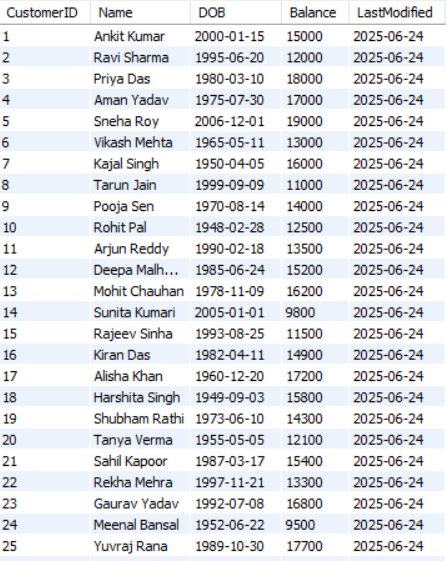 CustomerID Name DOB Balance LastModified
1 Ankit Kumar 2000-01-15 15000 2025-06-24
2 Ravi Sharma 1995-06-20 12000 2025-06-24
3 Priya Das 1980-03-10 18000 2025-06-24
4 Aman Yadav 1975-07-30 17000 2025-06-24
5 Sneha Roy 2006-12-01 19000 2025-06-24
6 Vikash Mehta 1965-05-11 13000 2025-06-24
7 Kajal Singh 1950-04-05 16000 2025-06-24
8 Tarun Jain 1999-09-09 11000 2025-06-24
9 Pooja Sen 1970-08-14 14000 2025-06-24
10 Rohit Pal 1948-02-28 12500 2025-06-24
11 Arjun Reddy 1990-02-18 13500 2025-06-24
12 Deepa Malh... 1985-06-24 15200 2025-06-24
13 Mohit Chauhan 1978-11-09 16200 2025-06-24
14 Sunita Kumari 2005-01-01 9800 2025-06-24
15 Rajeev Sinha 1993-08-25 11500 2025-06-24
16 Kiran Das 1982-04-11 14900 2025-06-24
17 Alisha Khan 1960-12-20 17200 2025-06-24
18 Harshita Singh 1949-09-03 15800 2025-06-24
19 Shubham Rathi 1973-06-10 14300 2025-06-24
20 Tanya Verma 1955-05-05 12100 2025-06-24
21 Sahil Kapoor 1987-03-17 15400 2025-06-24
22 Rekha Mehra 1997-11-21 13300 2025-06-24
23 Gaurav Yadav 1992-07-08 16800 2025-06-24
24 Meenal Bansal 1952-06-22 9500 2025-06-24
25 Yuvraj Rana 1989-10-30 17700 2025-06-24